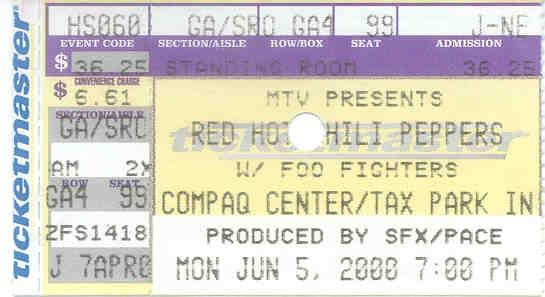 ticketmaster
HS060 GA/SRO GA4 99 J-NE
EVENT CODE SECTION/AISLE ROW/BOX SEAT ADMISSION
$ 36.25 STANDING ROOM 36.25
CONVENIENCE CHARGE
$ 6.61
SECTION/AISLE
GA/SRO
AM 2X
ROW SEAT
GA4 99
ZFS1418
J 7APR0
MTV PRESENTS
RED HO HILI PEPPERS
ticketmaster
W/ FOO FIGHTERS
COMPAQ CENTER/TAX PARK IN
PRODUCED BY SFX/PACE
MON JUN 5, 2000 7:00 PM